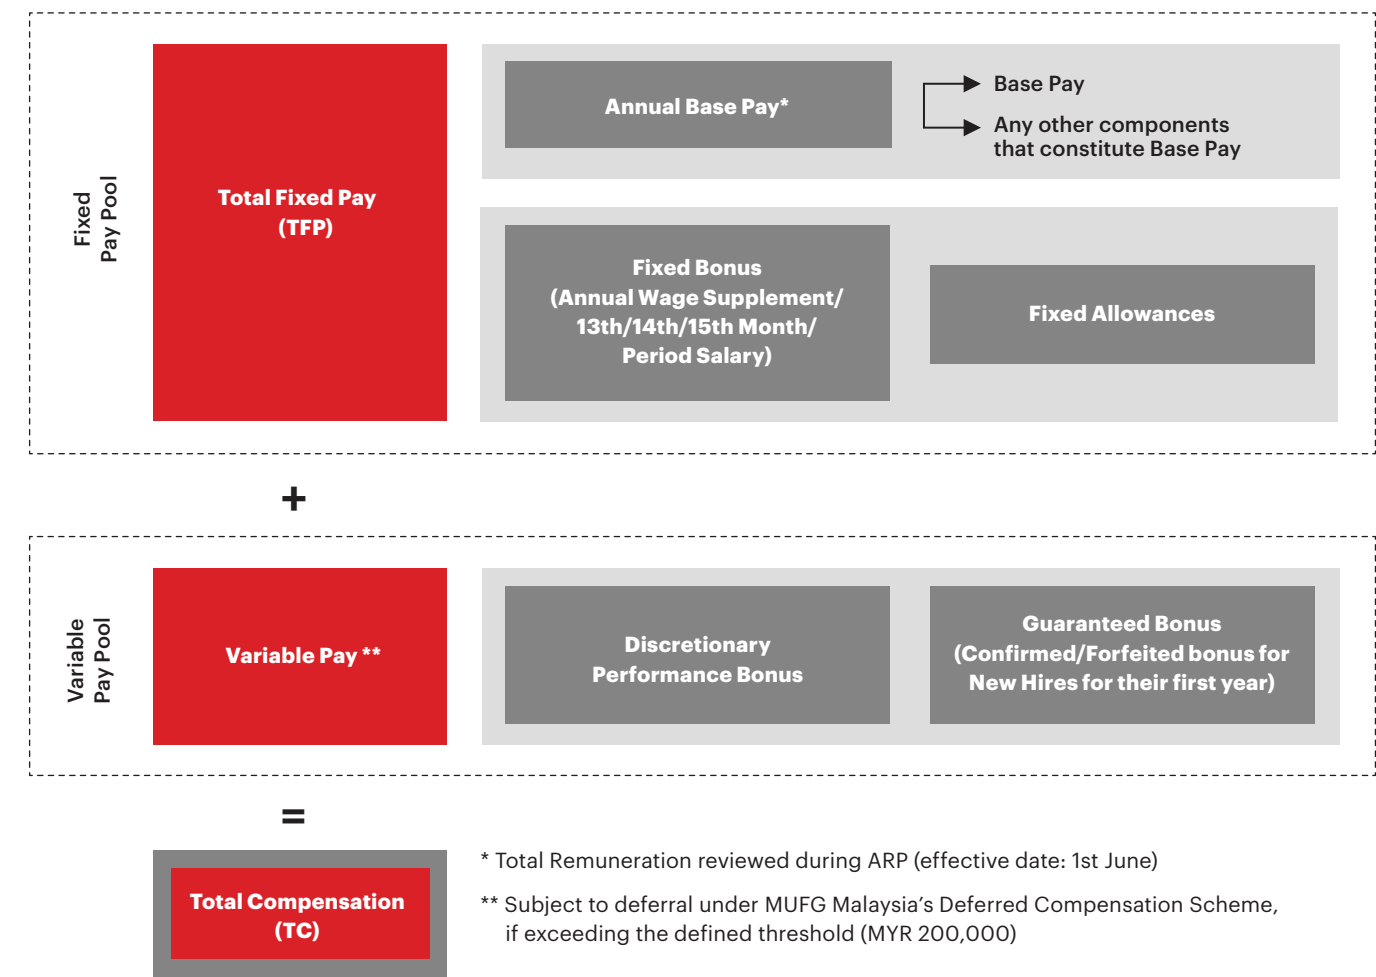 Fixed
Pay Pool
Total Fixed Pay
(TFP)
Annual Base Pay*
Base Pay
Any other components
that constitute Base Pay
Fixed Bonus
(Annual Wage Supplement/
13th/14th/15th Month/
Period Salary)
Fixed Allowances
+
Variable
Pay Pool
Variable Pay **
Discretionary
Performance Bonus
Guaranteed Bonus
(Confirmed/Forfeited bonus for
New Hires for their first year)
=
Total Compensation
(TC)
* Total Remuneration reviewed during ARP (effective date: 1st June)
** Subject to deferral under MUFG Malaysia’s Deferred Compensation Scheme,
if exceeding the defined threshold (MYR 200,000)